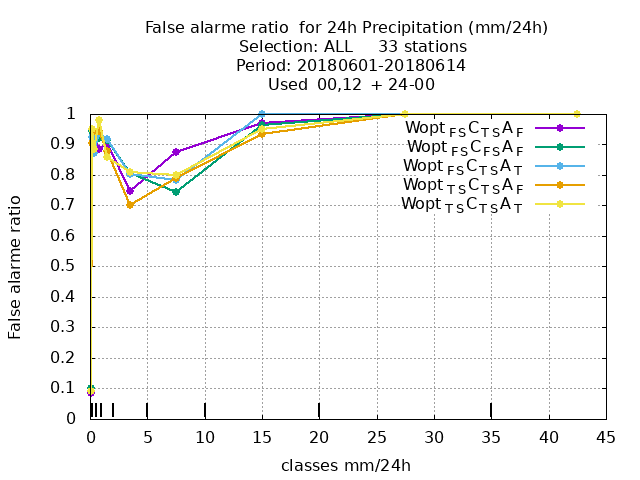 False alarme ratio  for 24h Precipitation (mm/24h)
Selection: ALL     33 stations
Period: 20180601-20180614
Used  00,12  + 24-00
False alarme ratio
1
0.9
0.8
0.7
0.6
0.5
0.4
0.3
0.2
0.1
0
Wopt FS C TS A F
Wopt FS C FS A F
Wopt FS C TS A T
Wopt TS C TS A F
Wopt TS C TS A T
0 5 10 15 20 25 30 35 40 45
classes mm/24h